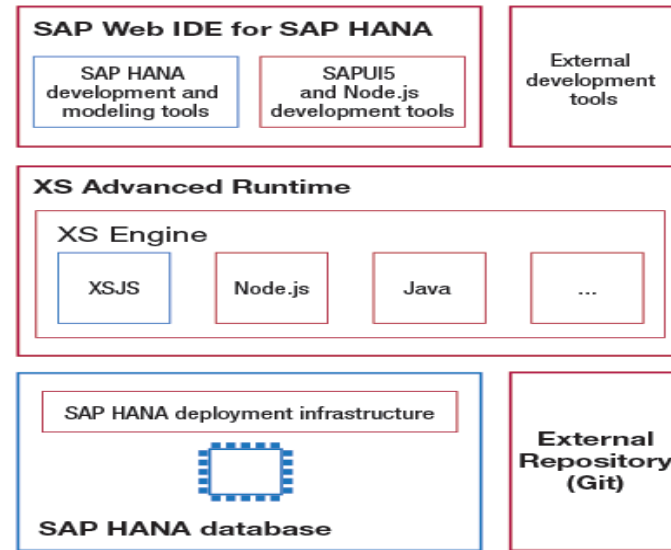 SAP Web IDE for SAP HANA
SAP HANA
development and
modeling tools
SAPUI5
and Node.js
development tools
External
development
tools
XS Advanced Runtime
XS Engine
XSJS
Node.js
Java
...
SAP HANA deployment infrastructure
SAP HANA database
External
Repository
(Git)